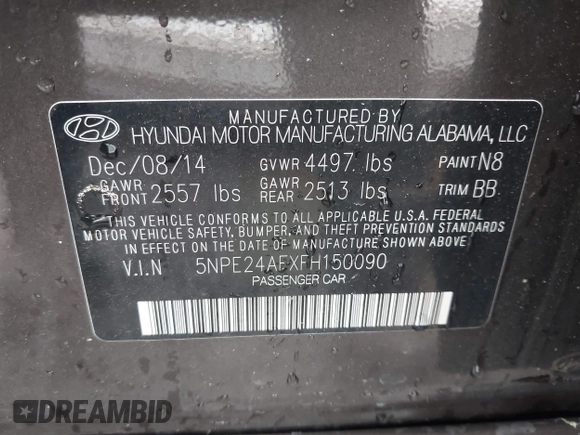 MANUFACTURED BY
HYUNDAI MOTOR MANUFACTURING ALABAMA, LLC
Dec/08/14 GVWR 4497 lbs PAINT N8
GAWR FRONT 2557 lbs GAWR REAR 2513 lbs TRIM BB
THIS VEHICLE CONFORMS TO ALL APPLICABLE U.S.A. FEDERAL
MOTOR VEHICLE SAFETY, BUMPER, AND THEFT PREVENTION STANDARDS
IN EFFECT ON THE DATE OF MANUFACTURE SHOWN ABOVE.
V.I.N 5NPE24AFXFH150090
PASSENGER CAR
DREAMBID